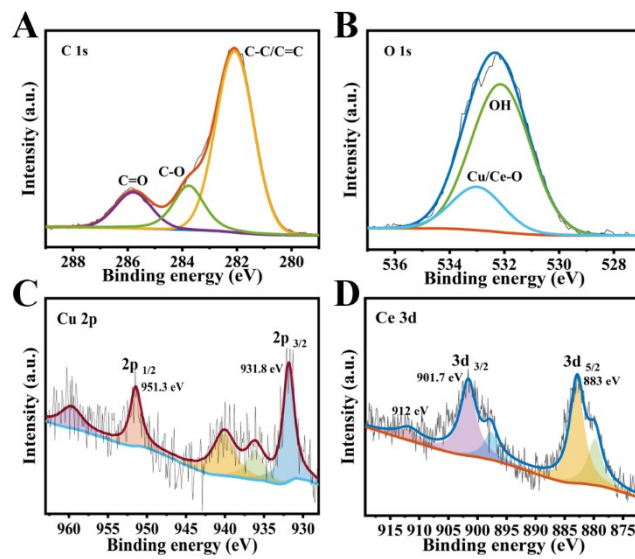 A
C 1s
C-C/C=C
C-O
C=O
Intensity (a.u.)
288 286 284 282 280
Binding energy (eV)
B
O 1s
OH
Cu/Ce-O
Intensity (a.u.)
536 534 532 530 528
Binding energy (eV)
C
Cu 2p
2p 3/2
931.8 eV
2p 1/2
951.3 eV
Intensity (a.u.)
960 955 950 945 940 935 930
Binding energy (eV)
D
Ce 3d
3d 3/2
901.7 eV
3d 5/2
883 eV
912 eV
Intensity (a.u.)
915 910 905 900 895 890 885 880 875
Binding energy (eV)